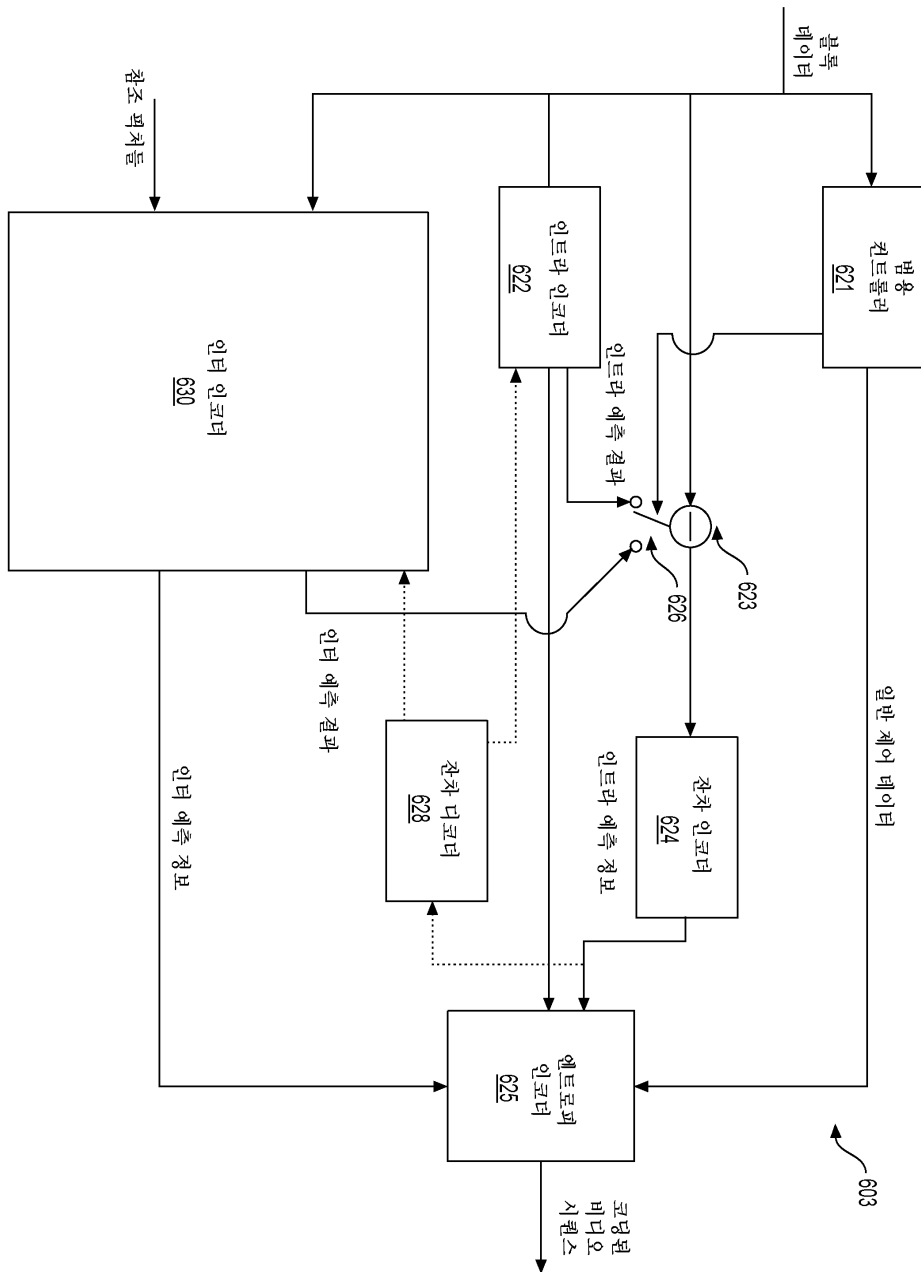 블록
데이터
참조 픽처들
범용
컨트롤러
621
인트라 인코더
622
인터 인코더
630
인트라 예측 결과
623
626
일반 제어 데이터
잔차 인코더
624
인트라 예측 정보
잔차 디코더
628
인터 예측 결과
인터 예측 정보
엔트로피
인코더
625
603
코딩된
비디오
시퀀스